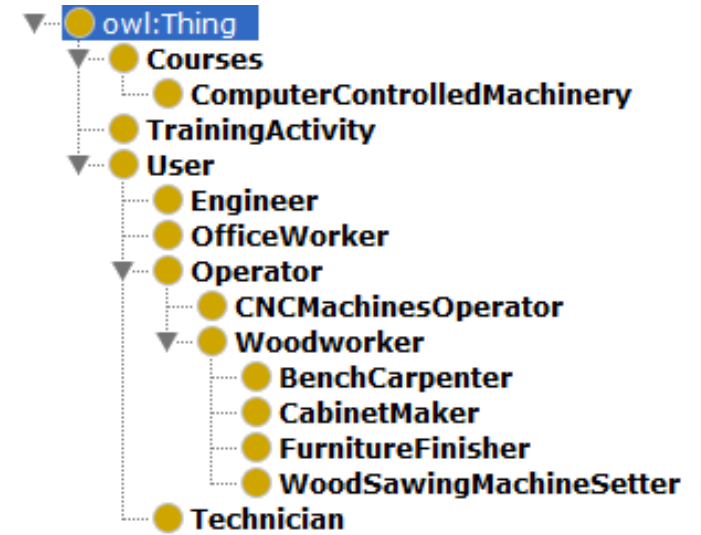 owl:Thing
Courses
ComputerControlledMachinery
TrainingActivity
User
Engineer
OfficeWorker
Operator
CNCMachinesOperator
Woodworker
BenchCarpenter
CabinetMaker
FurnitureFinisher
WoodSawingMachineSetter
Technician